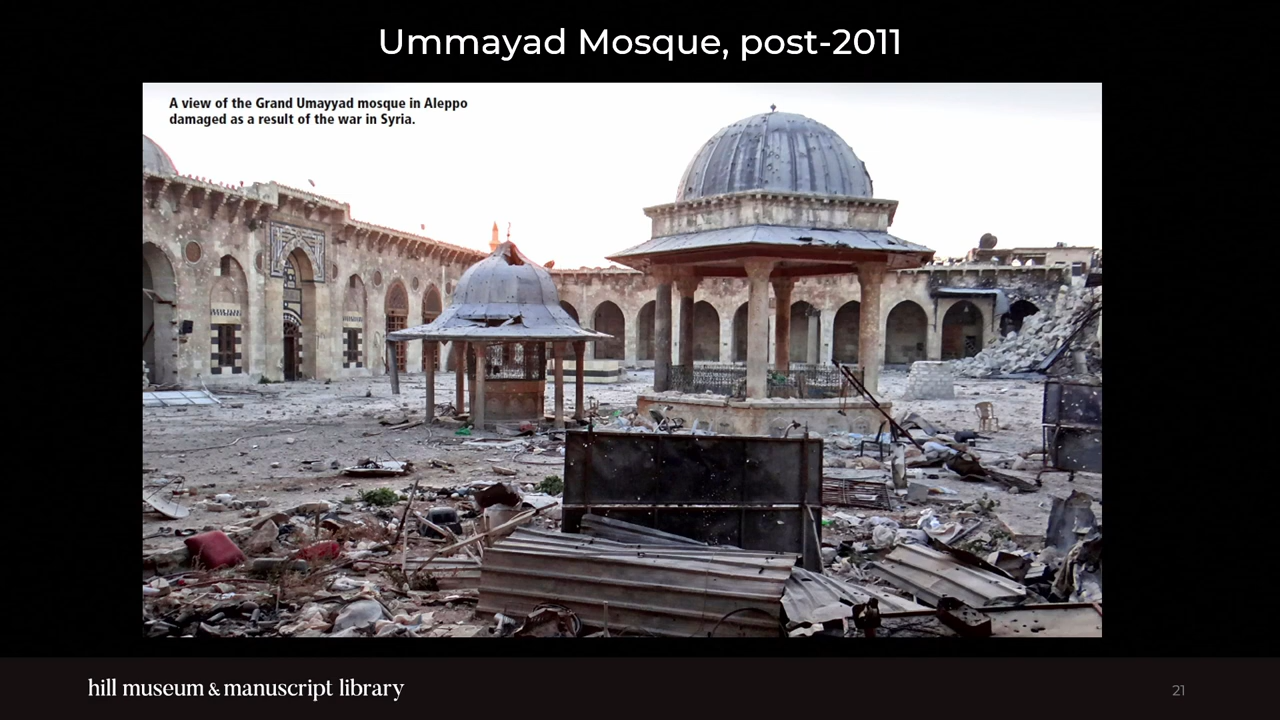 Ummayad Mosque, post-2011
A view of the Grand Umayyad mosque in Aleppo
damaged as a result of the war in Syria.
hill museum & manuscript library
21